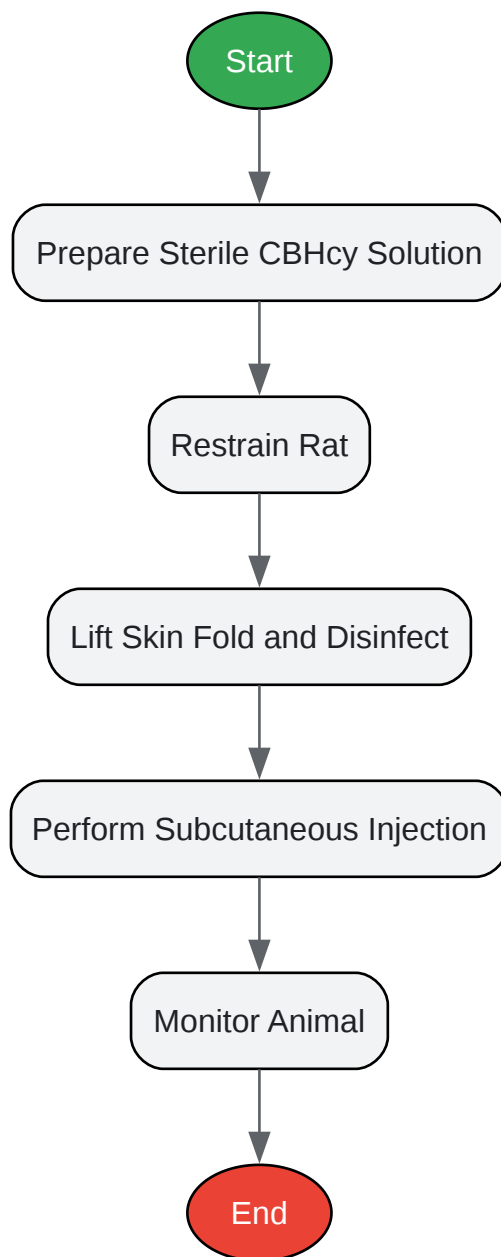 Start
Prepare Sterile CBHcy Solution
Restrain Rat
Lift Skin Fold and Disinfect
Perform Subcutaneous Injection
Monitor Animal
End